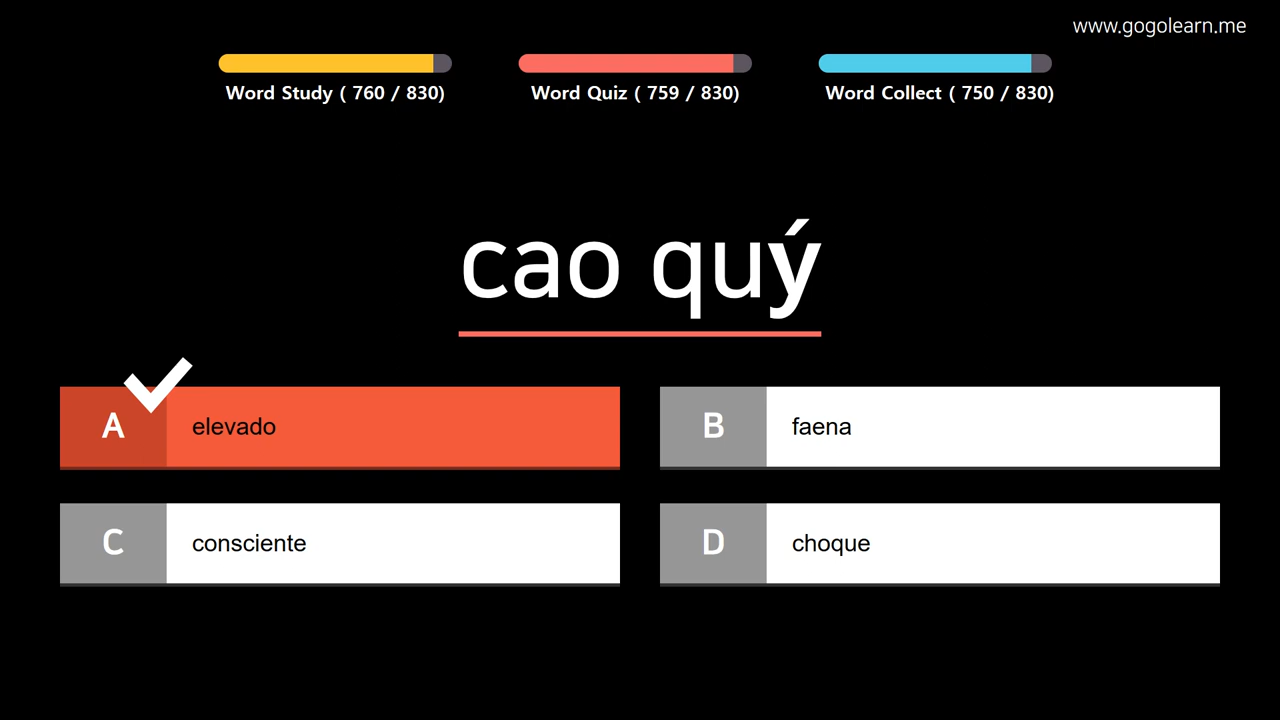 www.gogolearn.me
Word Study ( 760 / 830)
Word Quiz ( 759 / 830)
Word Collect ( 750 / 830)
cao quý
A elevado
B faena
C consciente
D choque